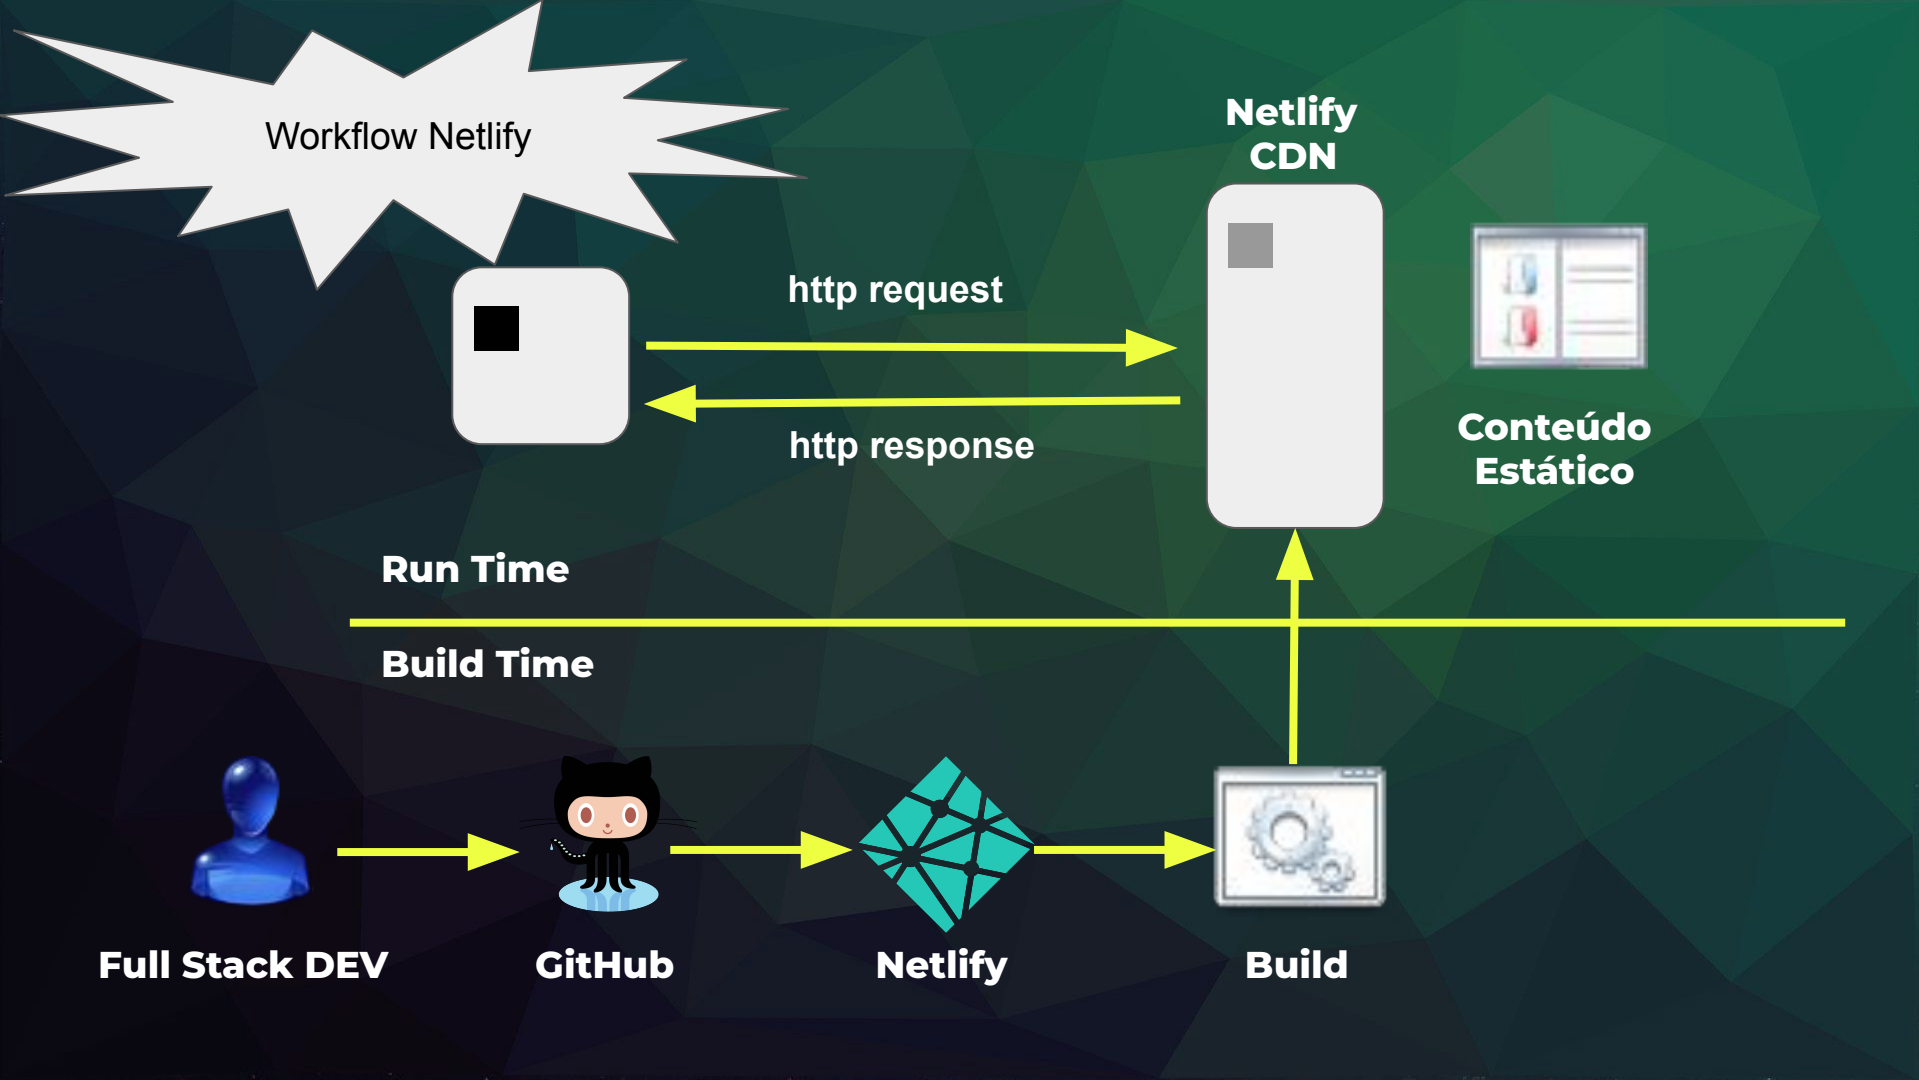 Workflow Netlify
Netlify
CDN
http request
http response
Conteúdo
Estático
Run Time
Build Time
Full Stack DEV
GitHub
Netlify
Build